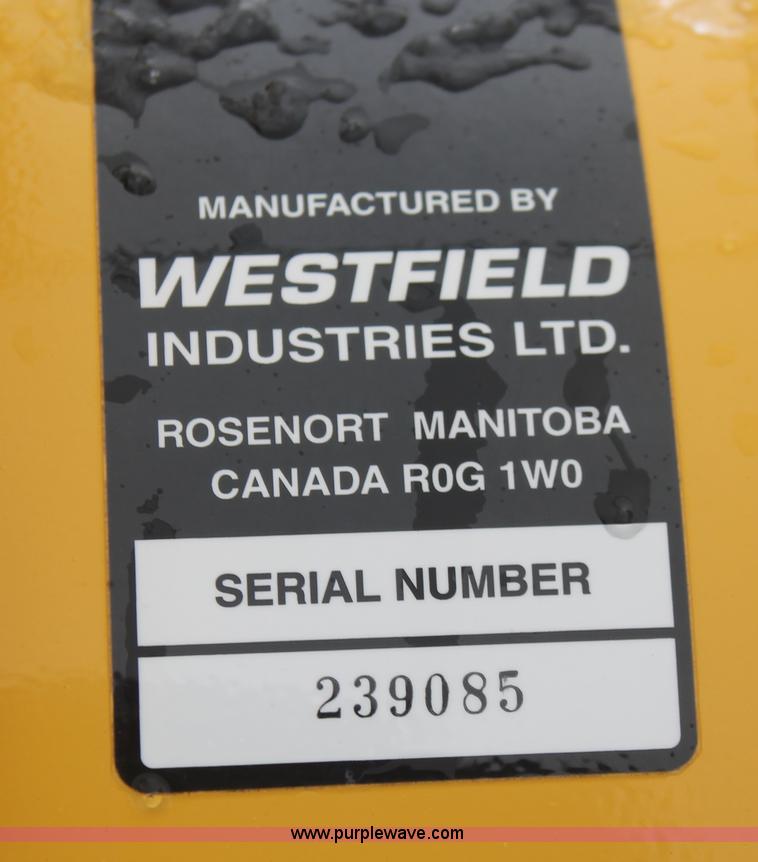 MANUFACTURED BY
WESTFIELD
INDUSTRIES LTD.
ROSENORT MANITOBA
CANADA R0G 1W0
SERIAL NUMBER
239085
www.purplewave.com